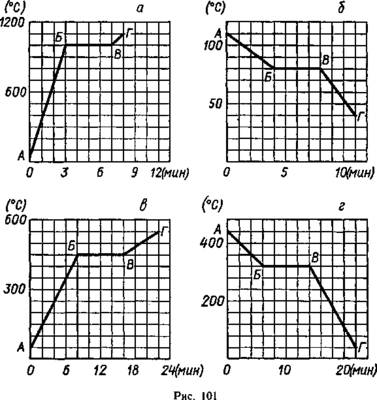 (°C) а
1200
600
А Б В Г
0 3 6 9 12(мин)
(°C) б
100
50
А Б В Г
0 5 10(мин)
(°C) в
600
300
А Б В Г
0 6 12 18 24(мин)
(°C) г
400
200
А Б В Г
0 10 20(мин)
Рис. 101